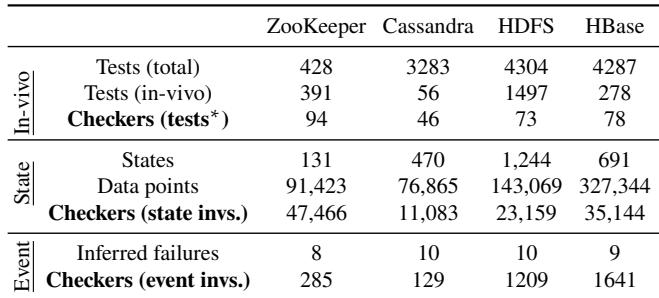 ZooKeeper Cassandra HDFS HBase
In-vivo
Tests (total) 428 3283 4304 4287
Tests (in-vivo) 391 56 1497 278
Checkers (tests*) 94 46 73 78
State
States 131 470 1,244 691
Data points 91,423 76,865 143,069 327,344
Checkers (state invs.) 47,466 11,083 23,159 35,144
Event
Inferred failures 8 10 10 9
Checkers (event invs.) 285 129 1209 1641